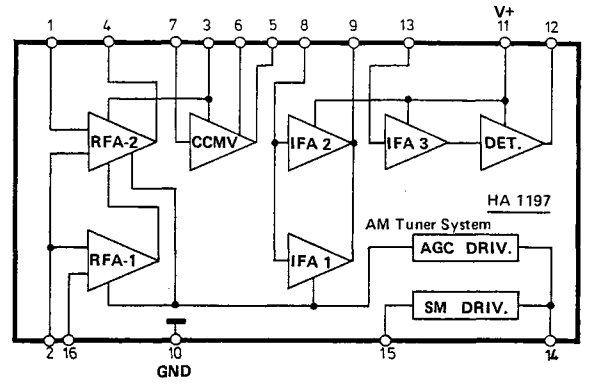 V+
1 4 7 3 6 5 8 9 13 11 12
RFA-2 CCMV IFA 2 IFA 3 DET.
HA 1197
AM Tuner System
RFA-1 IFA 1 AGC DRIV.
SM DRIV.
2 16 10 15 14
GND